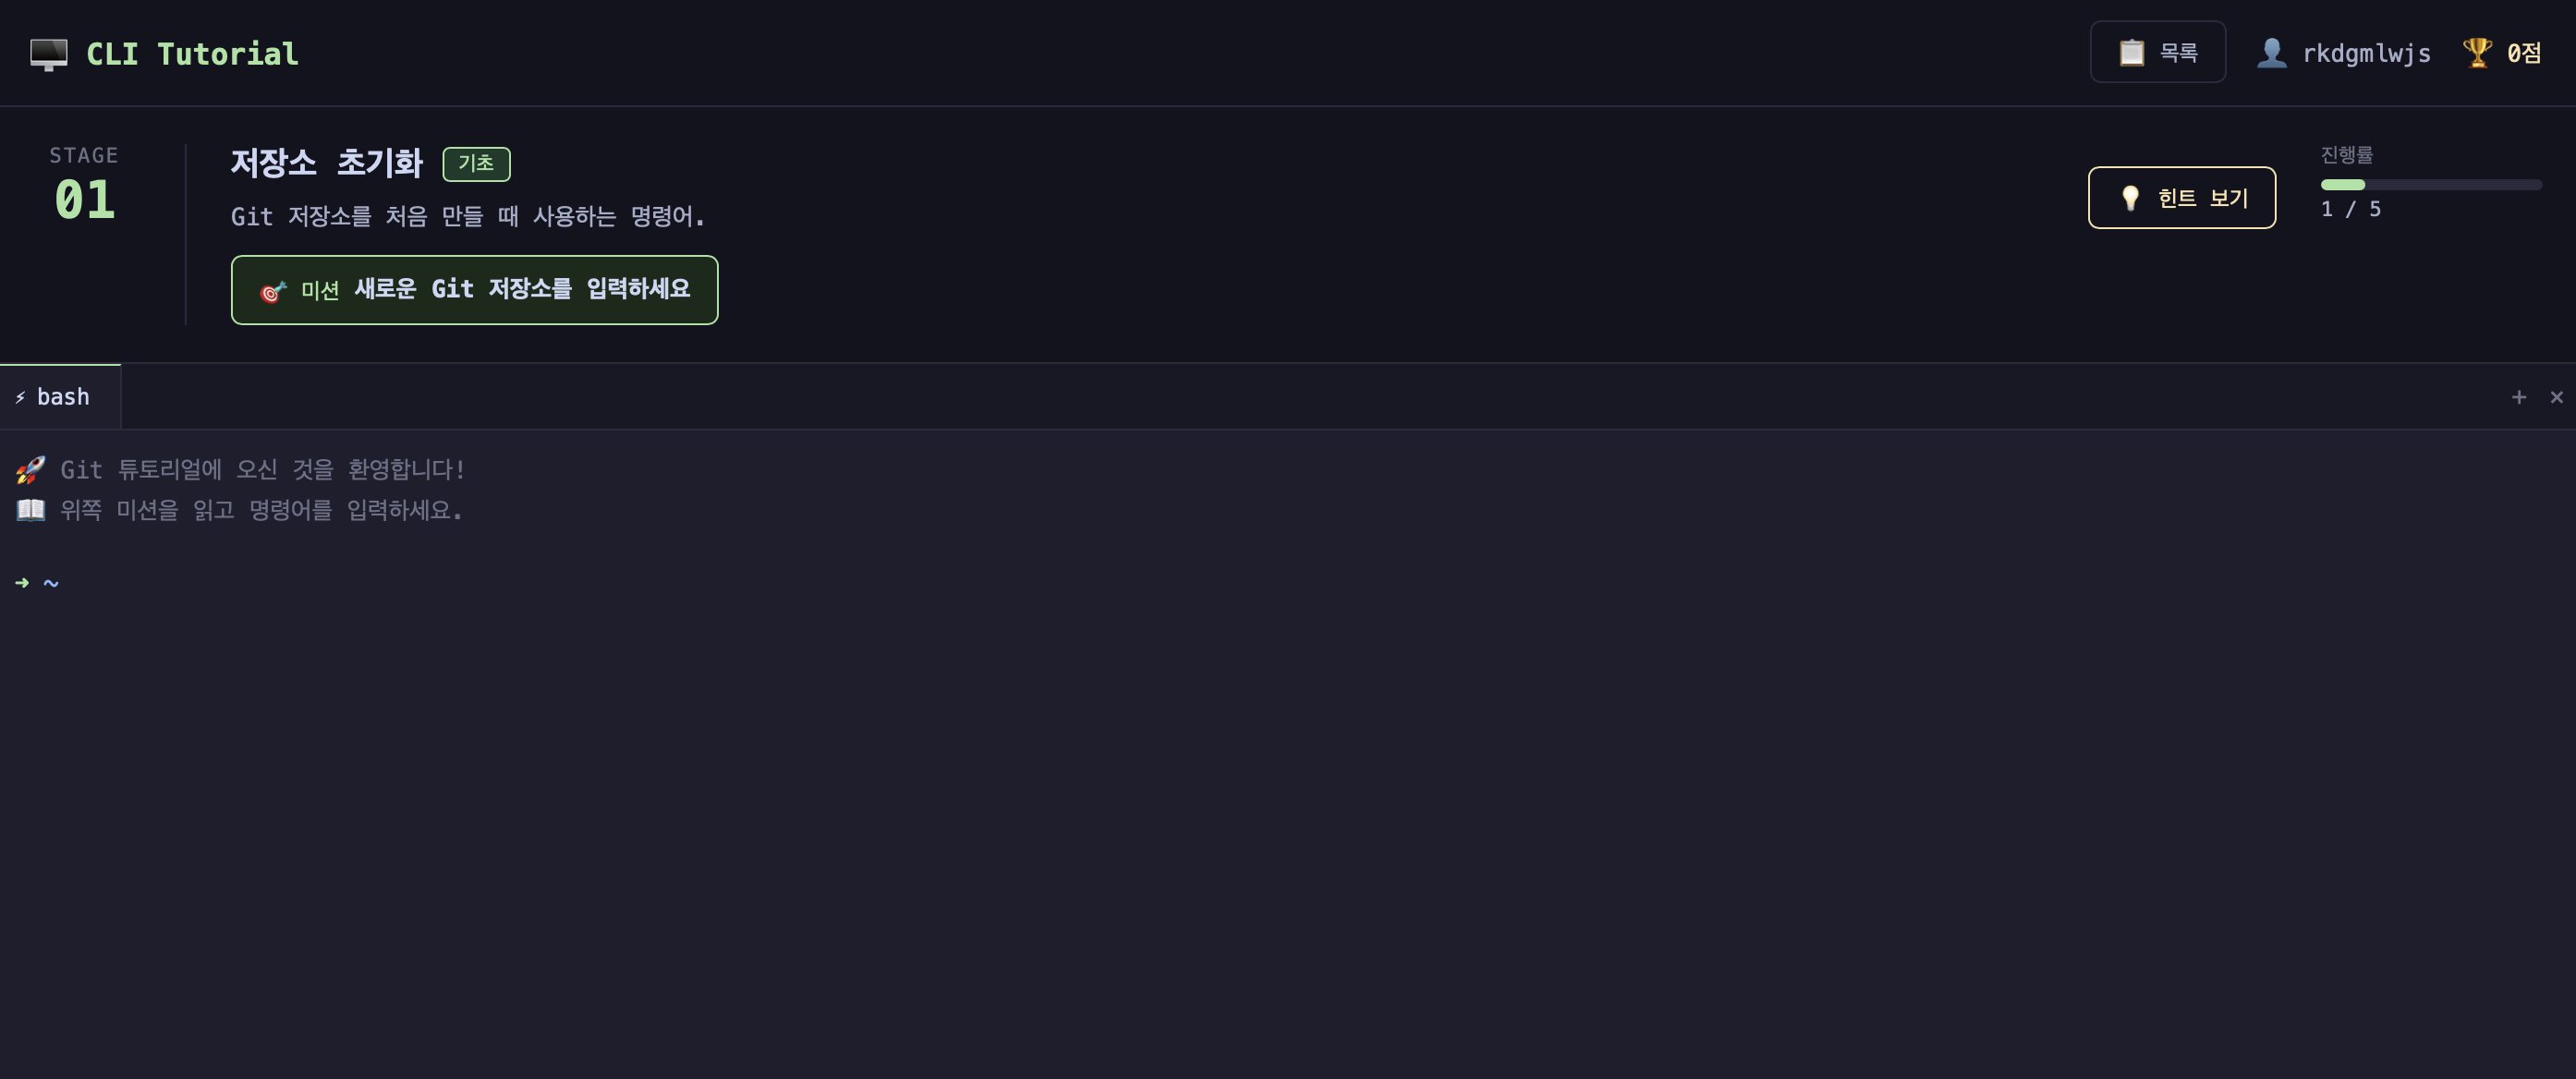 CLI Tutorial
목록
rkdgmlwjs
0점
STAGE
01
저장소 초기화 기초
Git 저장소를 처음 만들 때 사용하는 명령어.
미션 새로운 Git 저장소를 입력하세요
힌트 보기
진행률
1 / 5
bash
+ ×
Git 튜토리얼에 오신 것을 환영합니다!
위쪽 미션을 읽고 명령어를 입력하세요.
➜ ~